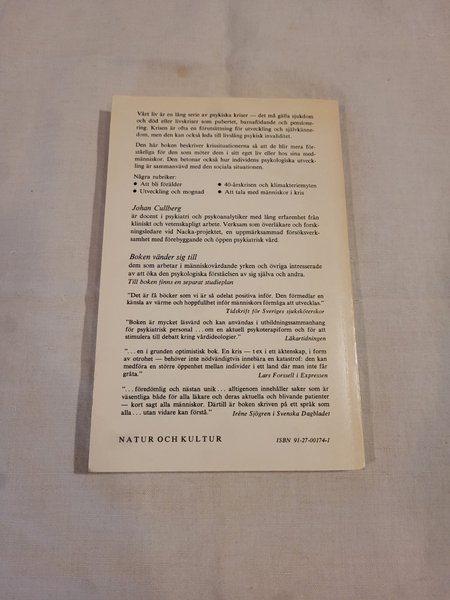 Vårt liv är en lång serie av psykiska kriser — det må gälla sjukdom
och död eller livskriser som pubertet, barnafödande och pensione-
ring. Krisen är ofta en förutsättning för utveckling och självkänne-
dom, men den kan också leda till livslång psykisk invaliditet.
Den här boken beskriver krissituationerna så att de blir mera för-
ståeliga för den som möter dem i sitt eget liv eller hos sina med-
människor. Den betonar också hur individens psykologiska utveck-
ling är sammanvävd med den sociala situationen.
Några rubriker:
• Att bli förälder
• 40-årskrisen och klimakteriemyten
• Utveckling och mognad
• Att tala med människor i kris
Johan Cullberg
är docent i psykiatri och psykoanalytiker med lång erfarenhet från
kliniskt och vetenskapligt arbete. Verksam som överläkare och forsk-
ningsledare vid Nacka-projektet, en uppmärksammad försöksverk-
samhet med förebyggande och öppen psykiatrisk vård.
Boken vänder sig till
dem som arbetar i människovårdande yrken och övriga intresserade
av att öka den psykologiska förståelsen av sig själva och andra.
Till boken finns en separat studieplan
"Det är få böcker som vi är så odelat positiva inför. Den förmedlar en
känsla av värme och hoppfullhet inför människors förmåga att utvecklas."
Tidskrift för Sveriges sjuksköterskor
"Boken är mycket läsvärd och kan användas i utbildningssammanhang
för psykiatrisk personal . . . om en aktuell psykoterapiform och för att
stimulera till debatt kring vårdideologier."
Läkartidningen
". . . en i grunden optimistisk bok. En kris — t ex i ett äktenskap, i form
av otrohet — behöver inte nödvändigtvis innebära en katastrof: den kan
medföra en större öppenhet mellan individer i ett land där man inte får
gråta."
Lars Forssell i Expressen
". . . föredömlig och nästan unik. . . alltigenom innehåller saker som är
väsentliga både för alla läkare och deras aktuella och blivande patienter
— kort sagt alla människor. Därtill är boken skriven på ett språk som
alla . . . utan vidare kan förstå."
Iréne Sjögren i Svenska Dagbladet
NATUR OCH KULTUR
ISBN 91-27-00174-1